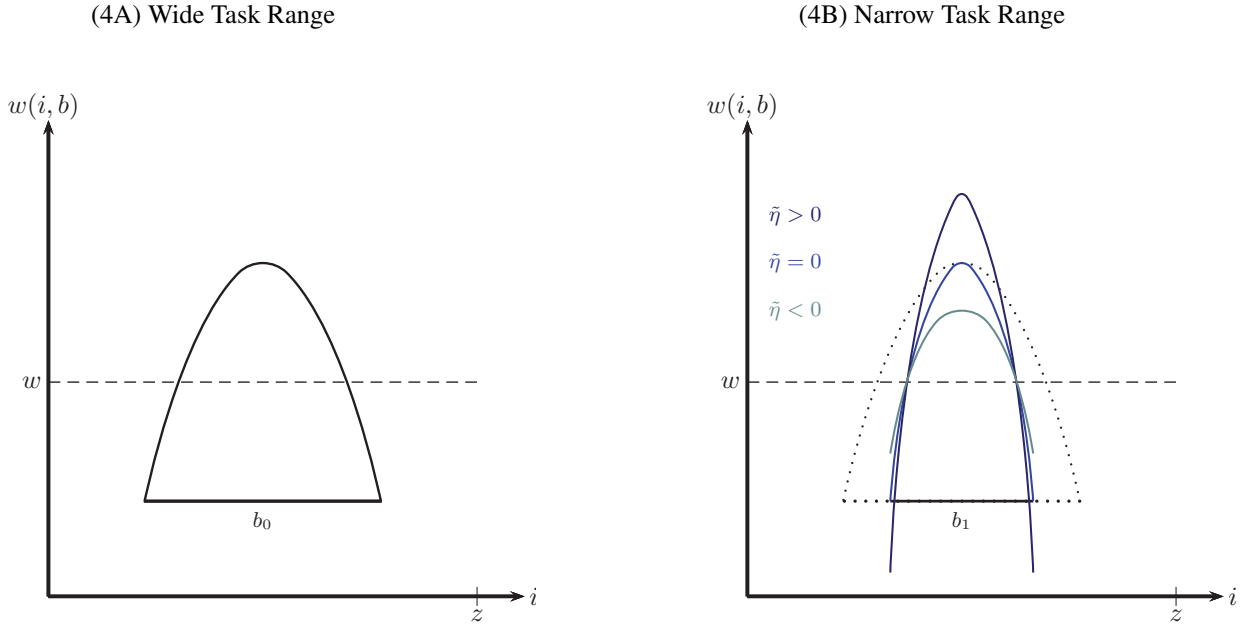 (4A) Wide Task Range
w(i, b)
w
b₀
z
i
(4B) Narrow Task Range
w(i, b)
η̃ > 0
η̃ = 0
η̃ < 0
w
b₁
z
i